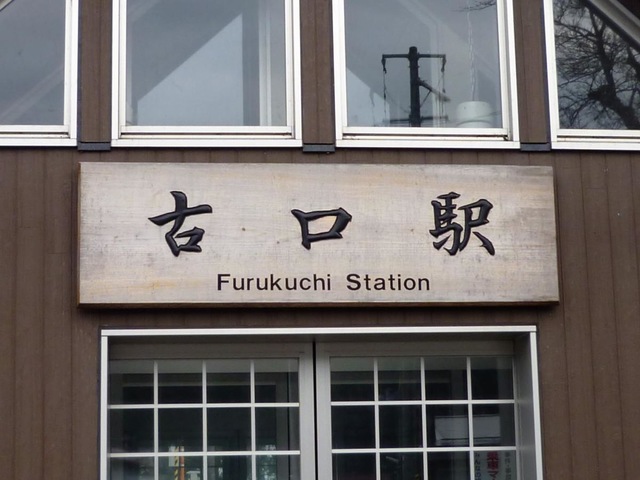 古口駅
Furukuchi Station